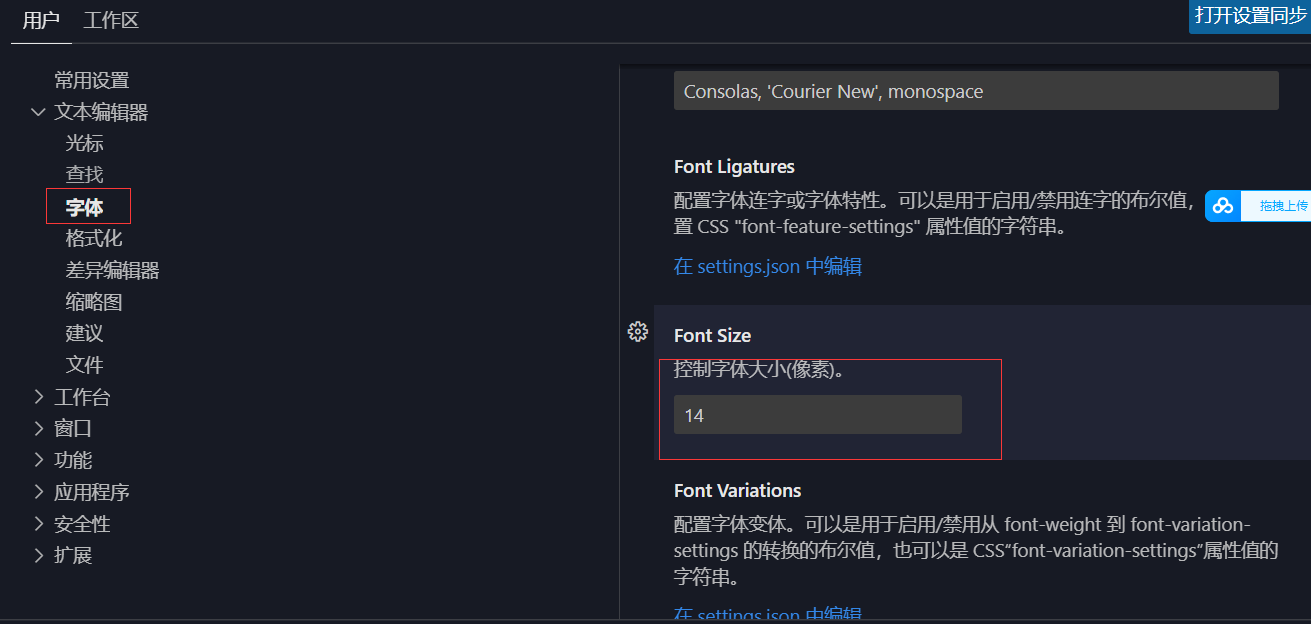 用户 工作区
打开设置同步
常用设置
文本编辑器
光标
查找
字体
格式化
差异编辑器
缩略图
建议
文件
工作台
窗口
功能
应用程序
安全性
扩展
Consolas, 'Courier New', monospace
Font Ligatures
配置字体连字或字体特性。可以是用于启用/禁用连字的布尔值，
置 CSS "font-feature-settings" 属性值的字符串。
拖拽上传
在 settings.json 中编辑
Font Size
控制字体大小(像素)。
14
Font Variations
配置字体变体。可以是用于启用/禁用从 font-weight 到 font-variation-
settings 的转换的布尔值，也可以是 CSS“font-variation-settings”属性值的
字符串。
在 settings.json 中编辑